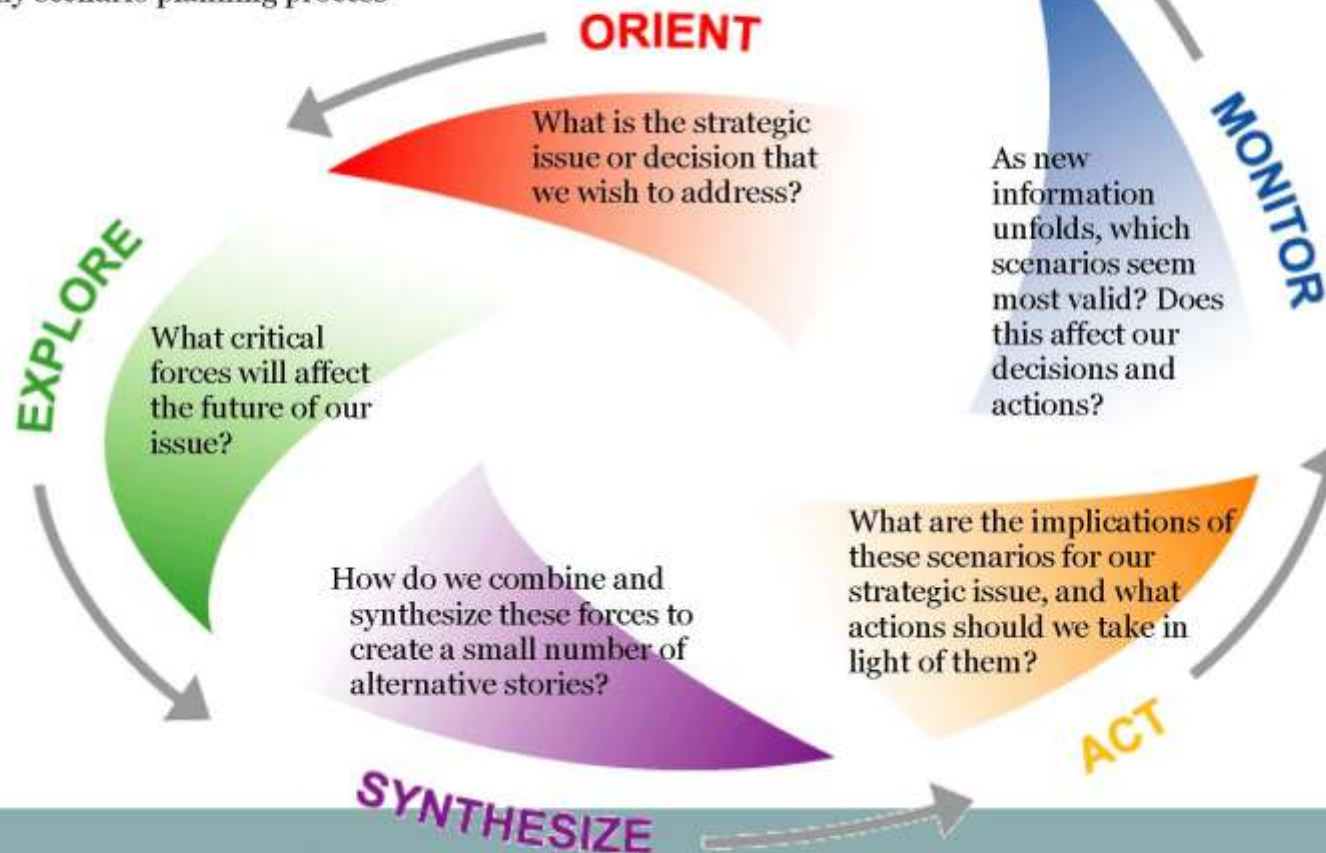 scenario planning process
ORIENT
What is the strategic
issue or decision that
we wish to address?
EXPLORE
What critical
forces will affect
the future of our
issue?
SYNTHESIZE
How do we combine and
synthesize these forces to
create a small number of
alternative stories?
ACT
What are the implications of
these scenarios for our
strategic issue, and what
actions should we take in
light of them?
MONITOR
As new
information
unfolds, which
scenarios seem
most valid? Does
this affect our
decisions and
actions?